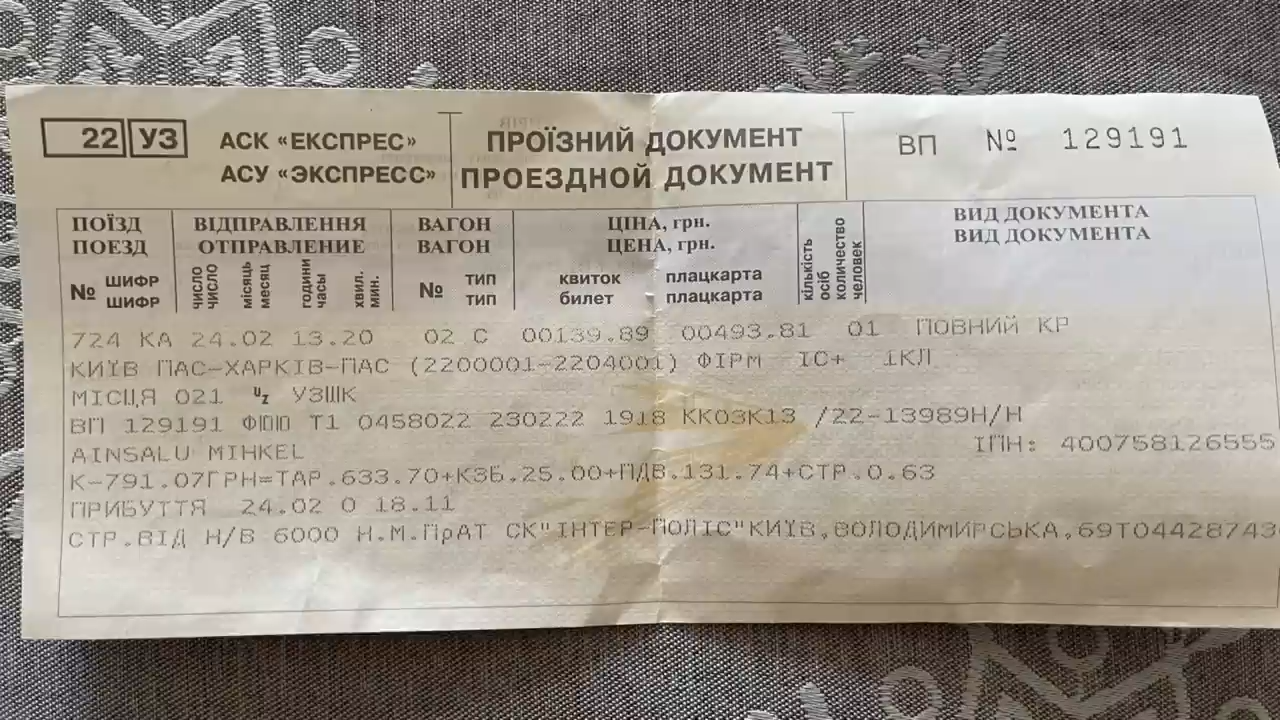 22 УЗ АСК «ЕКСПРЕС» ПРОЇЗНИЙ ДОКУМЕНТ ВП № 129191
АСУ «ЭКСПРЕСС» ПРОЕЗДНОЙ ДОКУМЕНТ
ПОЇЗД ВІДПРАВЛЕННЯ ВАГОН ЦІНА, грн. ВИД ДОКУМЕНТА
ПОЕЗД ОТПРАВЛЕНИЕ ВАГОН ЦЕНА, грн. ВИД ДОКУМЕНТА
№ ШИФР ЧИСЛО МІСЯЦЬ ГОДИНИ ХВИЛ. № ТИП КВИТОК ПЛАЦКАРТА КІЛЬКІСТЬ ОСІБ
ШИФР ЧИСЛО МЕСЯЦ ЧАСЫ МИН. ТИП БИЛЕТ ПЛАЦКАРТА КОЛИЧЕСТВО ЧЕЛОВЕК
724 КА 24.02 13.20 02 С 00139.89 00493.81 01 ПОВНИЙ КР
КИЇВ ПАС-ХАРКІВ-ПАС (2200001-2204001) ФІРМ ІС+ 1КЛ
МІСЦЯ 021 UZ УЗШК
ВП 129191 ФПП Т1 0458022 230222 1918 КК03К13 /22-13989Н/Н
AINSALU MIHKEL ІПН: 400758126555
К-791.07ГРН=ТАР.633.70+КЗБ.25.00+ПДВ.131.74+СТР.0.63
ПРИБУТТЯ 24.02 О 18.11
СТР.ВІД Н/В 6000 Н.М.ПрАТ СК"ІНТЕР-ПОЛІС"КИЇВ,ВОЛОДИМИРСЬКА,69Т04428743